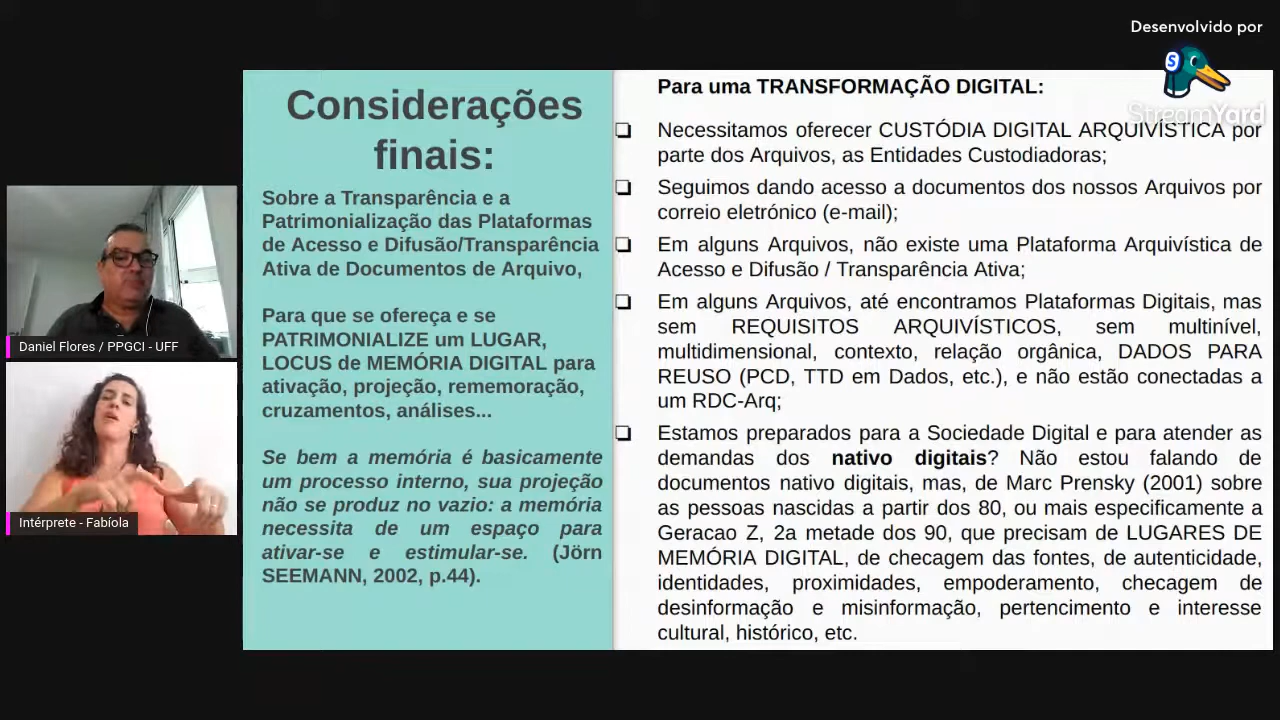 Desenvolvido por
StreamYard
Considerações
finais:
Sobre a Transparência e a
Patrimonialização das Plataformas
de Acesso e Difusão/Transparência
Ativa de Documentos de Arquivo,
Para que se ofereça e se
PATRIMONIALIZE um LUGAR,
LOCUS de MEMÓRIA DIGITAL para
ativação, projeção, rememoração,
cruzamentos, análises...
Se bem a memória é basicamente
um processo interno, sua projeção
não se produz no vazio: a memória
necessita de um espaço para
ativar-se e estimular-se. (Jörn
SEEMANN, 2002, p.44).
Para uma TRANSFORMAÇÃO DIGITAL:
❑ Necessitamos oferecer CUSTÓDIA DIGITAL ARQUIVÍSTICA por
parte dos Arquivos, as Entidades Custodiadoras;
❑ Seguimos dando acesso a documentos dos nossos Arquivos por
correio eletrónico (e-mail);
❑ Em alguns Arquivos, não existe uma Plataforma Arquivística de
Acesso e Difusão / Transparência Ativa;
❑ Em alguns Arquivos, até encontramos Plataformas Digitais, mas
sem REQUISITOS ARQUIVÍSTICOS, sem multinível,
multidimensional, contexto, relação orgânica, DADOS PARA
REUSO (PCD, TTD em Dados, etc.), e não estão conectadas a
um RDC-Arq;
❑ Estamos preparados para a Sociedade Digital e para atender as
demandas dos nativo digitais? Não estou falando de
documentos nativo digitais, mas, de Marc Prensky (2001) sobre
as pessoas nascidas a partir dos 80, ou mais especificamente a
Geracao Z, 2a metade dos 90, que precisam de LUGARES DE
MEMÓRIA DIGITAL, de checagem das fontes, de autenticidade,
identidades, proximidades, empoderamento, checagem de
desinformação e misinformação, pertencimento e interesse
cultural, histórico, etc.
Daniel Flores / PPGCI - UFF
Intérprete - Fabíola